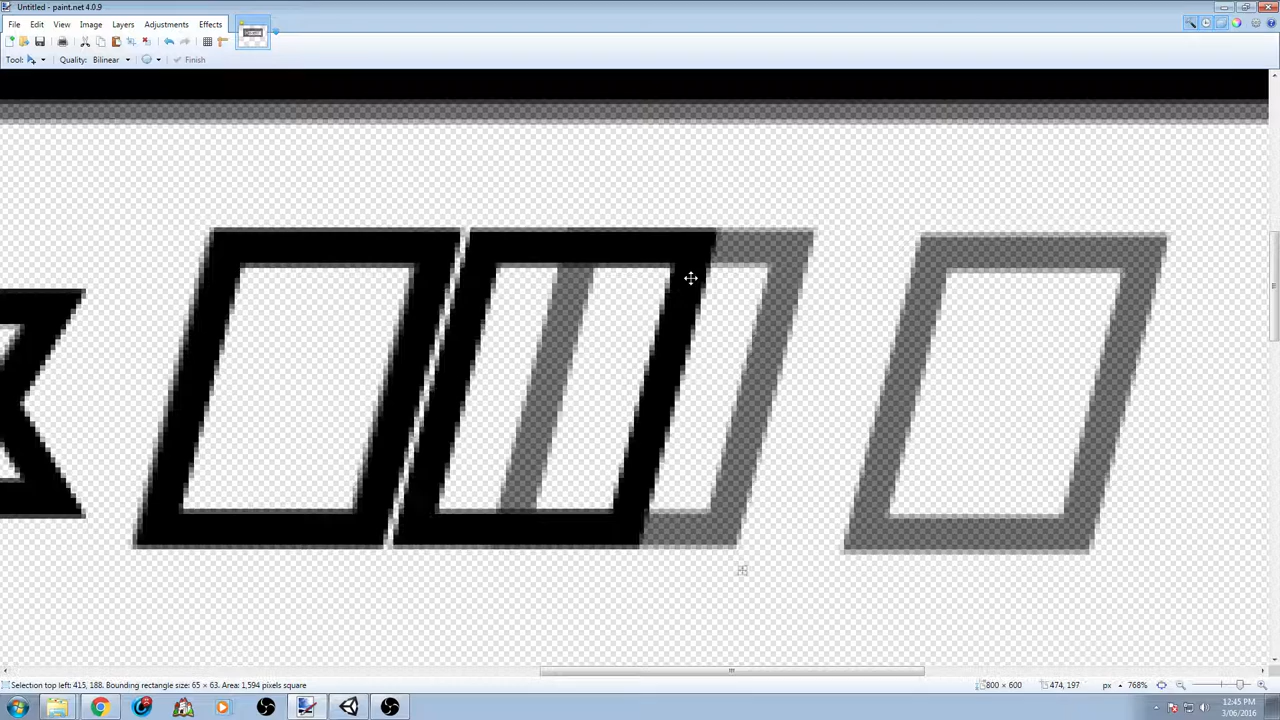 Untitled - paint.net 4.0.9
File Edit View Image Layers Adjustments Effects
Tool: Quality: Bilinear Finish
Selection top left: 415, 188. Bounding rectangle size: 65 × 63. Area: 1,594 pixels square
800 × 600 474, 197 px 768%
12:45 PM
3/06/2016